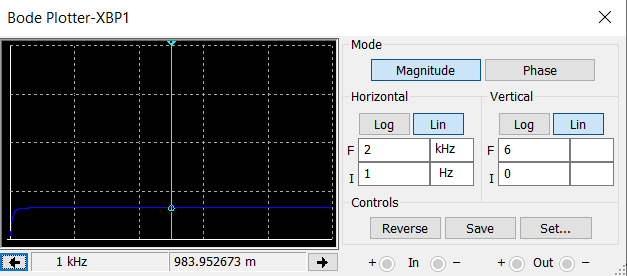 Bode Plotter-XBP1
Mode
Magnitude Phase
Horizontal Vertical
Log Lin Log Lin
F 2 kHz F 6
I 1 Hz I 0
Controls
Reverse Save Set...
1 kHz 983.952673 m + In − + Out −